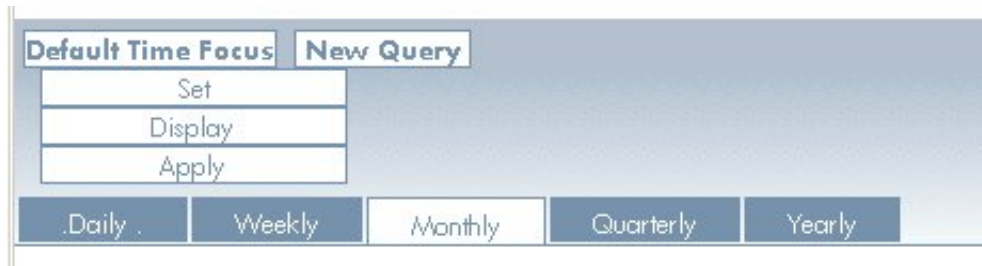 Default Time Focus New Query
Set
Display
Apply
.Daily . Weekly Monthly Quarterly Yearly